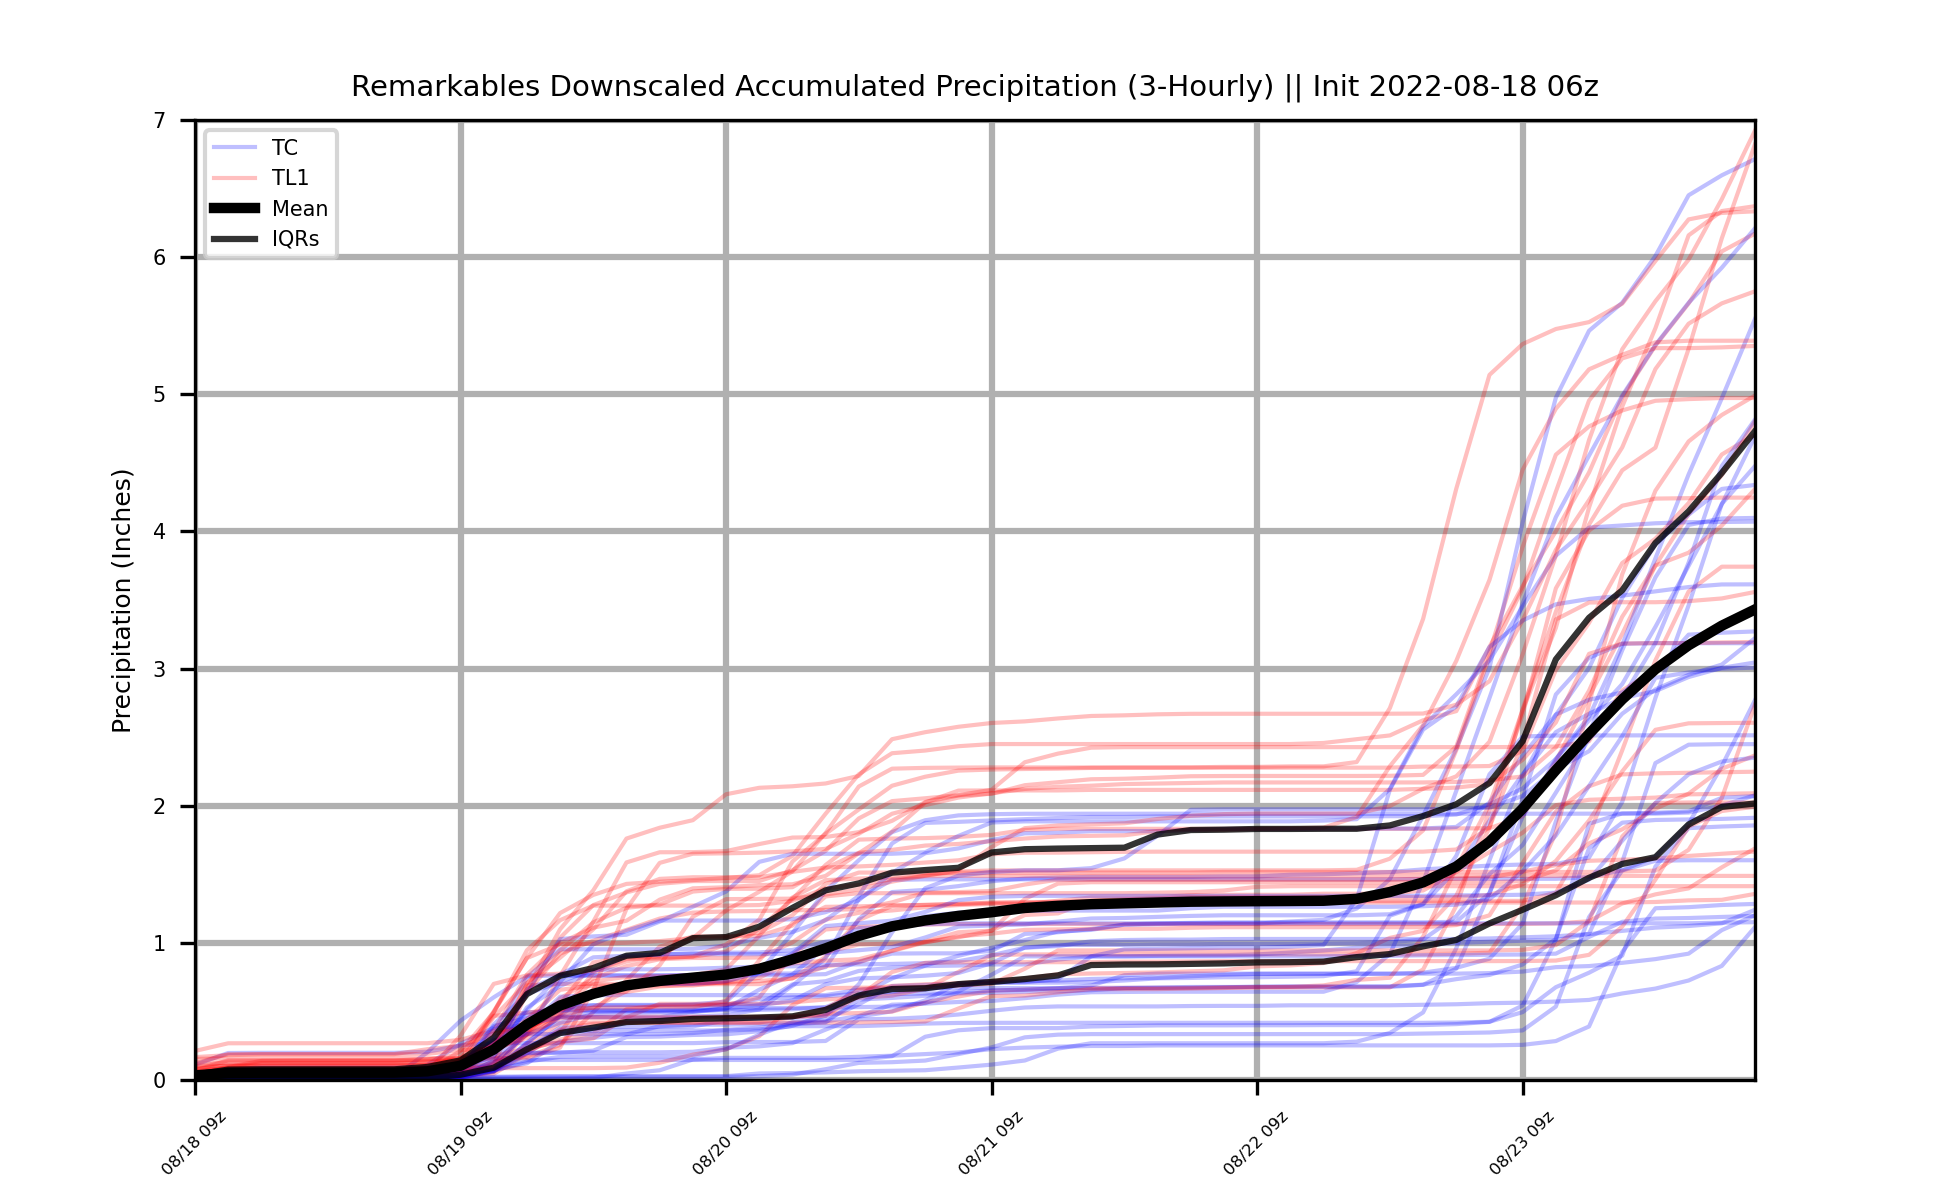 Remarkables Downscaled Accumulated Precipitation (3-Hourly) || Init 2022-08-18 06z
TC
TL1
Mean
IQRs
Precipitation (Inches)
7
6
5
4
3
2
1
0
08/18 09z
08/19 09z
08/20 09z
08/21 09z
08/22 09z
08/23 09z